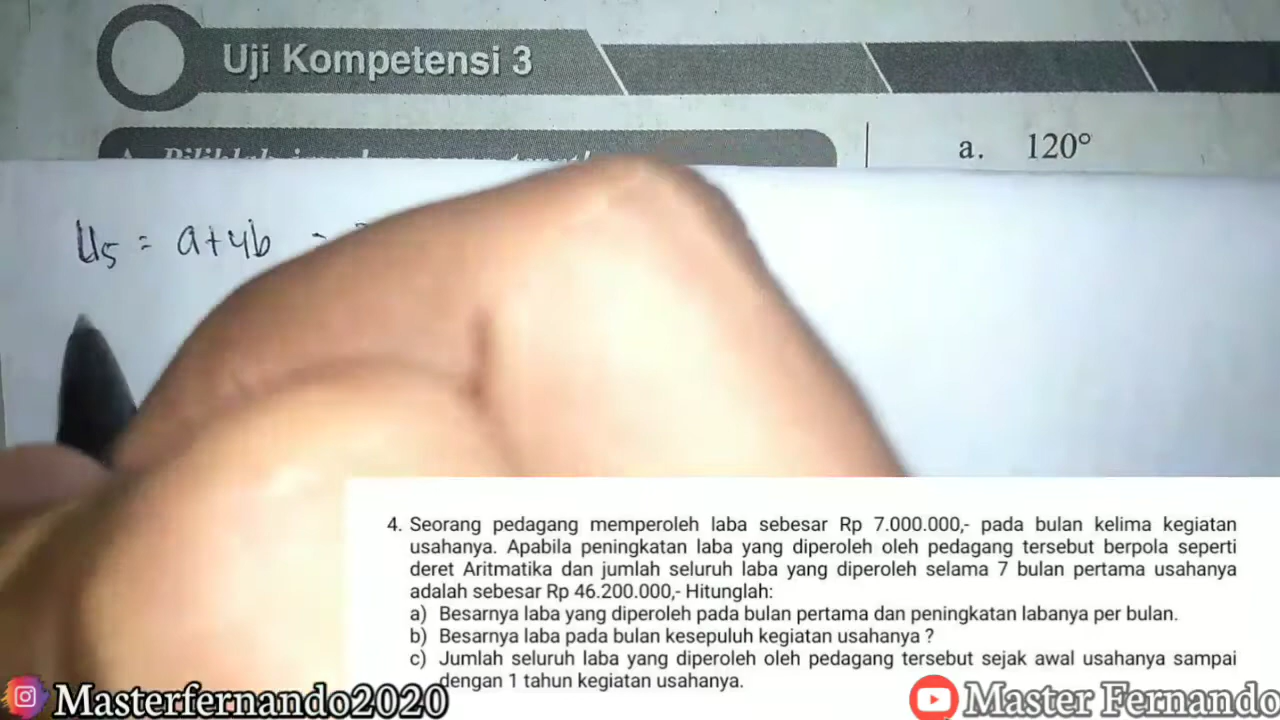 Uji Kompetensi 3
a. 120°
U5 = a+4b =
4. Seorang pedagang memperoleh laba sebesar Rp 7.000.000,- pada bulan kelima kegiatan
usahanya. Apabila peningkatan laba yang diperoleh oleh pedagang tersebut berpola seperti
deret Aritmatika dan jumlah seluruh laba yang diperoleh selama 7 bulan pertama usahanya
adalah sebesar Rp 46.200.000,- Hitunglah:
a) Besarnya laba yang diperoleh pada bulan pertama dan peningkatan labanya per bulan.
b) Besarnya laba pada bulan kesepuluh kegiatan usahanya ?
c) Jumlah seluruh laba yang diperoleh oleh pedagang tersebut sejak awal usahanya sampai
dengan 1 tahun kegiatan usahanya.
Masterfernando2020
Master Fernando